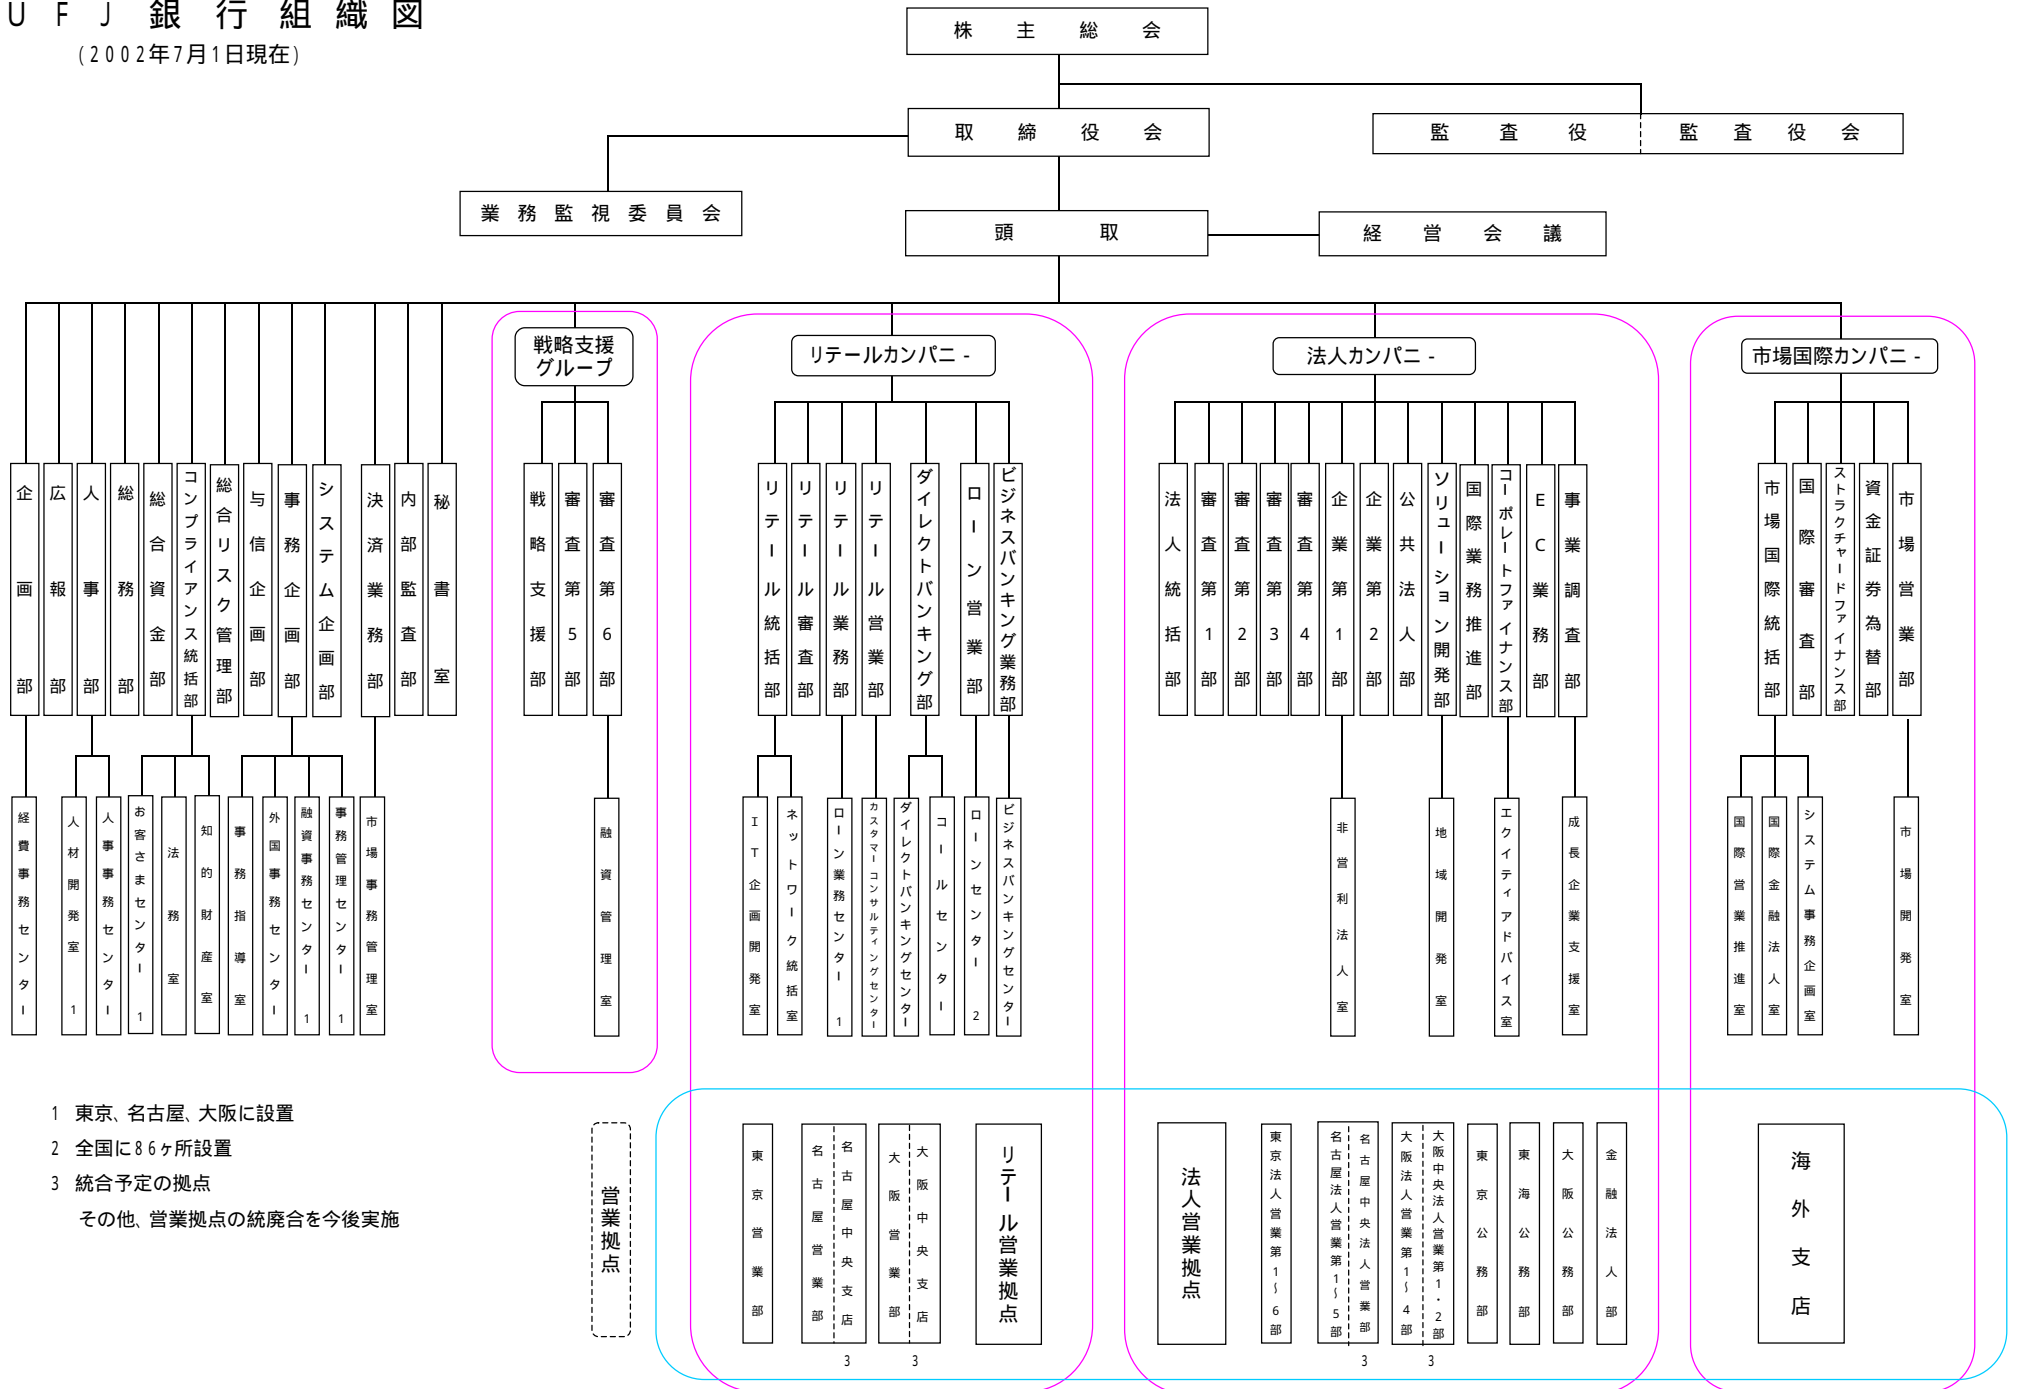 UFJ銀行組織図
(2002年7月1日現在)
株主総会
取締役会
監査役
監査役会
業務監視委員会
頭取
経営会議
戦略支援
グループ
リテールカンパニ-
法人カンパニ-
市場国際カンパニ-
企画部
広報部
人事部
総務部
総合資金部
コンプライアンス統括部
総合リスク管理部
与信企画部
事務企画部
システム企画部
決済業務部
内部監査部
秘書室
戦略支援部
審査第5部
審査第6部
リテール統括部
リテール審査部
リテール業務部
リテール営業部
ダイレクトバンキング部
ローン営業部
ビジネスバンキング業務部
法人統括部
審査第1部
審査第2部
審査第3部
審査第4部
企業第1部
企業第2部
公共法人部
ソリューション開発部
国際業務推進部
コーポレートファイナンス部
EC業務部
事業調査部
市場国際統括部
国際審査部
ストラクチャードファイナンス部
資金証券為替部
市場営業部
経費事務センター
人材開発室 1
人事事務センター
お客さまセンター 1
法務室
知的財産室
事務指導室
外国事務センター
融資事務センター 1
事務管理センター 1
市場事務管理室
融資管理室
IT企画開発室
ネットワーク統括室
ローン業務センター 1
カスタマーコンサルティングセンター
ダイレクトバンキングセンター
コールセンター
ローンセンター 2
ビジネスバンキングセンター
非営利法人室
地域開発室
エクイティアドバイス室
成長企業支援室
国際営業推進室
国際金融法人室
システム事務企画室
市場開発室
1 東京、名古屋、大阪に設置
2 全国に86ヶ所設置
3 統合予定の拠点
その他、営業拠点の統廃合を今後実施
営業拠点
東京営業部
名古屋営業部
名古屋中央支店
大阪営業部
大阪中央支店
リテール営業拠点
法人営業拠点
東京法人営業第1~6部
名古屋法人営業第1~5部
名古屋中央法人営業部
大阪法人営業第1~4部
大阪中央法人営業第1・2部
東京公務部
東海公務部
大阪公務部
金融法人部
海外支店
3
3
3
3